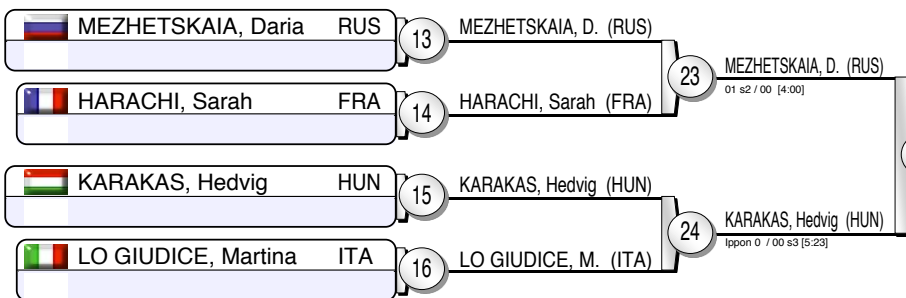 MEZHETSKAIA, Daria RUS 13 MEZHETSKAIA, D. (RUS)
23 MEZHETSKAIA, D. (RUS)
01 s2 / 00 [4:00]
HARACHI, Sarah FRA 14 HARACHI, Sarah (FRA)
KARAKAS, Hedvig HUN 15 KARAKAS, Hedvig (HUN)
24 KARAKAS, Hedvig (HUN)
Ippon 0 / 00 s3 [5:23]
LO GIUDICE, Martina ITA 16 LO GIUDICE, M. (ITA)